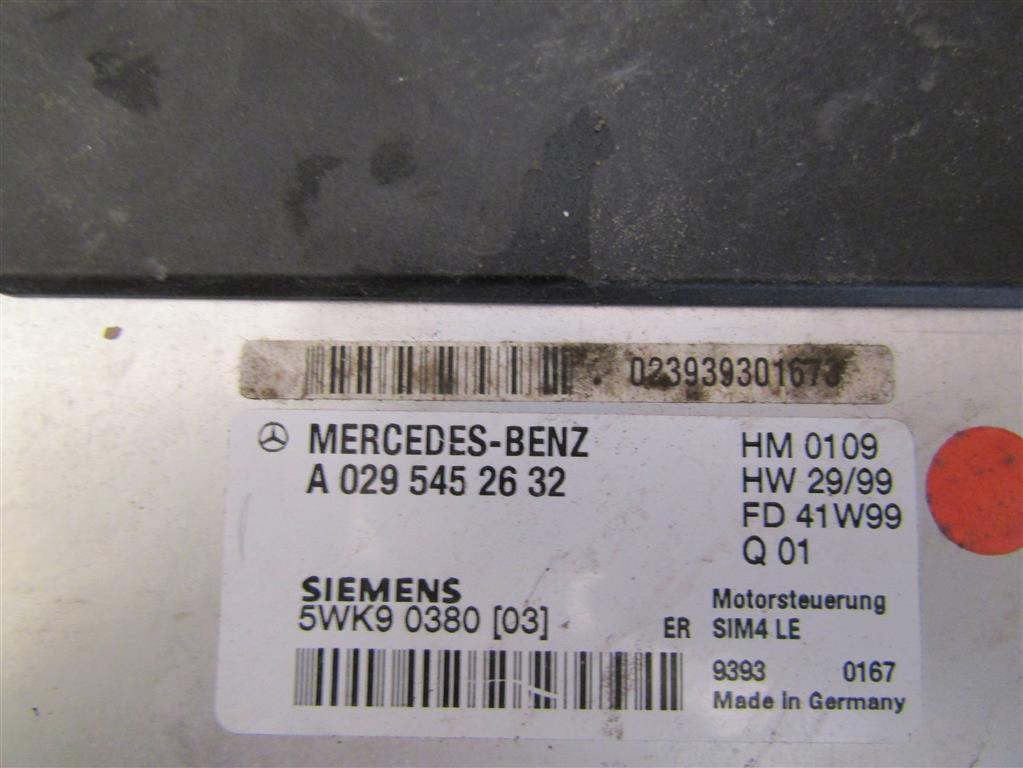 023939301673
MERCEDES-BENZ
A 029 545 26 32
HM 0109
HW 29/99
FD 41W99
Q 01
SIEMENS
5WK9 0380 [03]
ER
Motorsteuerung
SIM4 LE
9393 0167
Made in Germany